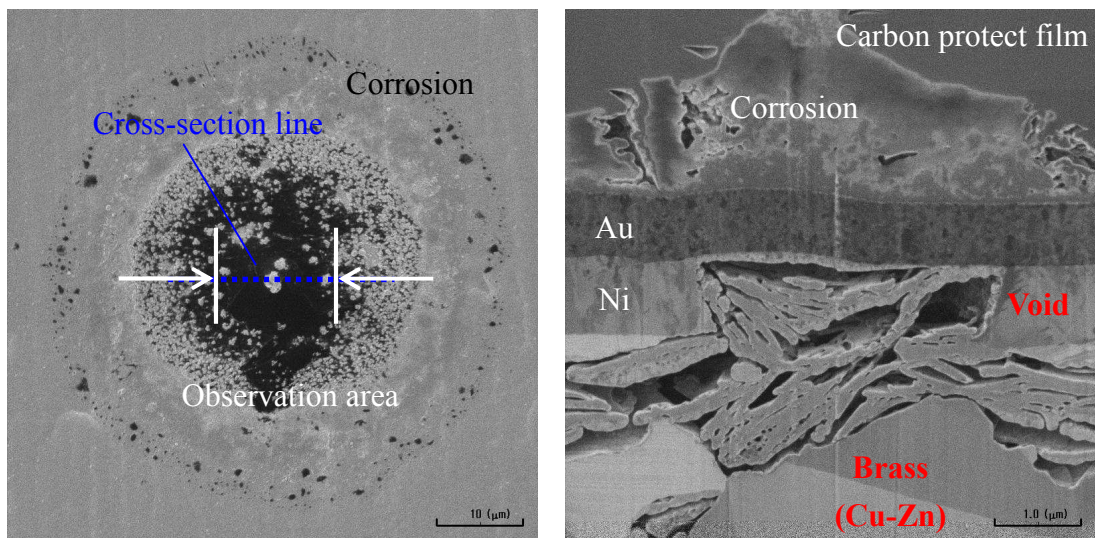 Corrosion
Cross-section line
Observation area
10 (μm)
Carbon protect film
Corrosion
Au
Ni
Void
Brass
(Cu-Zn)
1.0 (μm)